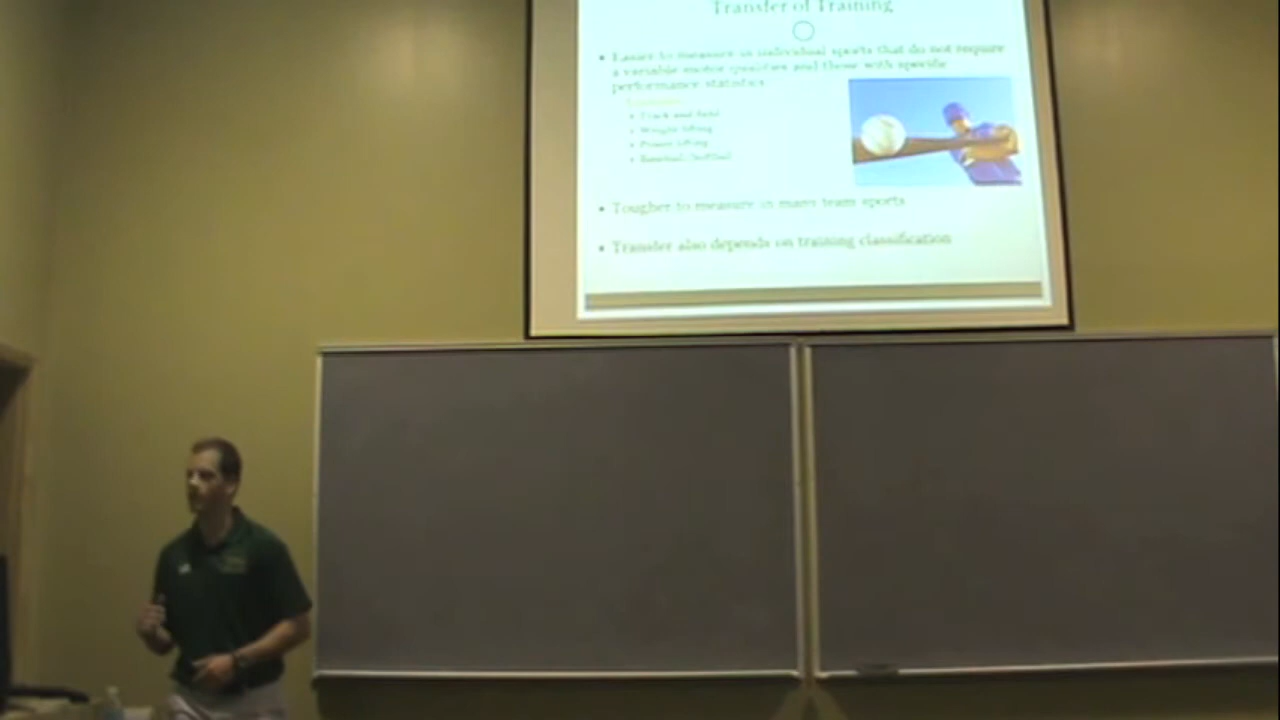 Transfer of Training
• Easier to measure in individual sports that do not require
a variable motor qualities and those with specific
performance statistics
• Track and field
• Weight lifting
• Power lifting
• Baseball/Softball
• Tougher to measure in many team sports
• Transfer also depends on training classification